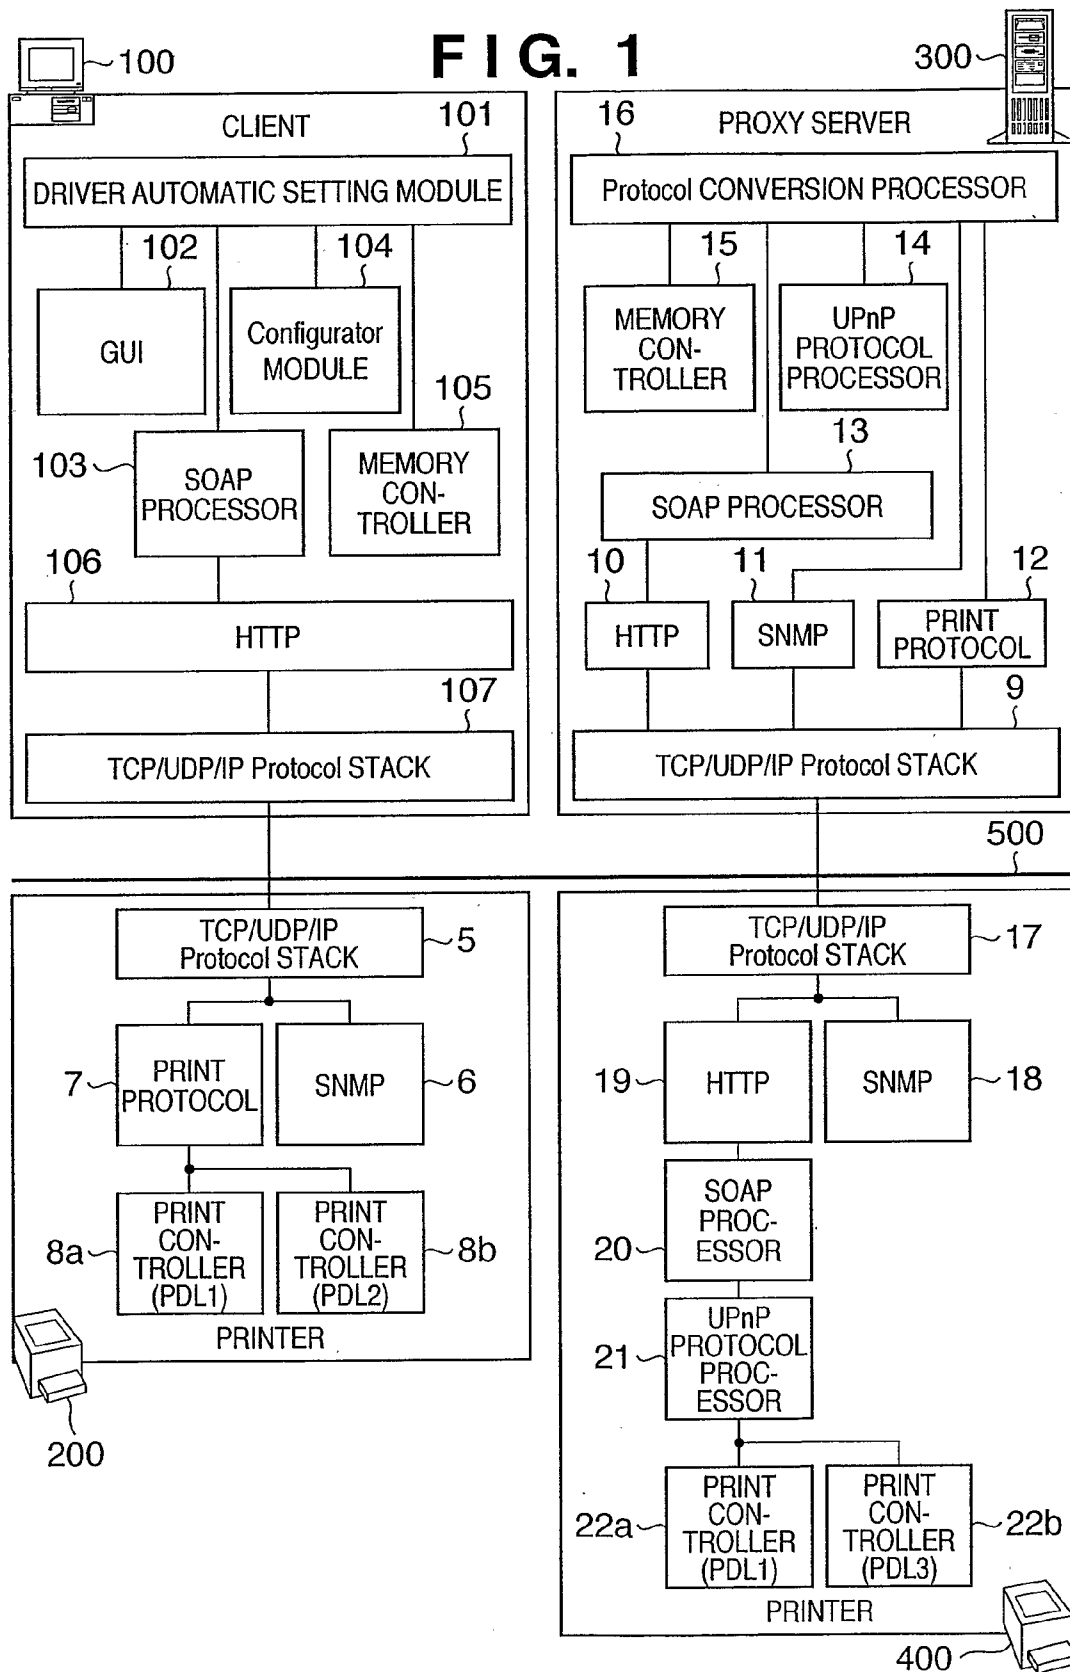 FIG. 1
100
CLIENT
101
DRIVER AUTOMATIC SETTING MODULE
102
GUI
104
Configurator
MODULE
103
SOAP
PROCESSOR
105
MEMORY
CON-
TROLLER
106
HTTP
107
TCP/UDP/IP Protocol STACK
300
PROXY SERVER
16
Protocol CONVERSION PROCESSOR
15
MEMORY
CON-
TROLLER
14
UPnP
PROTOCOL
PROCESSOR
13
SOAP PROCESSOR
10
HTTP
11
SNMP
12
PRINT
PROTOCOL
9
TCP/UDP/IP Protocol STACK
500
TCP/UDP/IP
Protocol STACK
5
7
PRINT
PROTOCOL
SNMP
6
8a
PRINT
CON-
TROLLER
(PDL1)
PRINT
CON-
TROLLER
(PDL2)
8b
PRINTER
200
TCP/UDP/IP
Protocol STACK
17
19
HTTP
SNMP
18
20
SOAP
PROC-
ESSOR
21
UPnP
PROTOCOL
PROC-
ESSOR
22a
PRINT
CON-
TROLLER
(PDL1)
PRINT
CON-
TROLLER
(PDL3)
22b
PRINTER
400